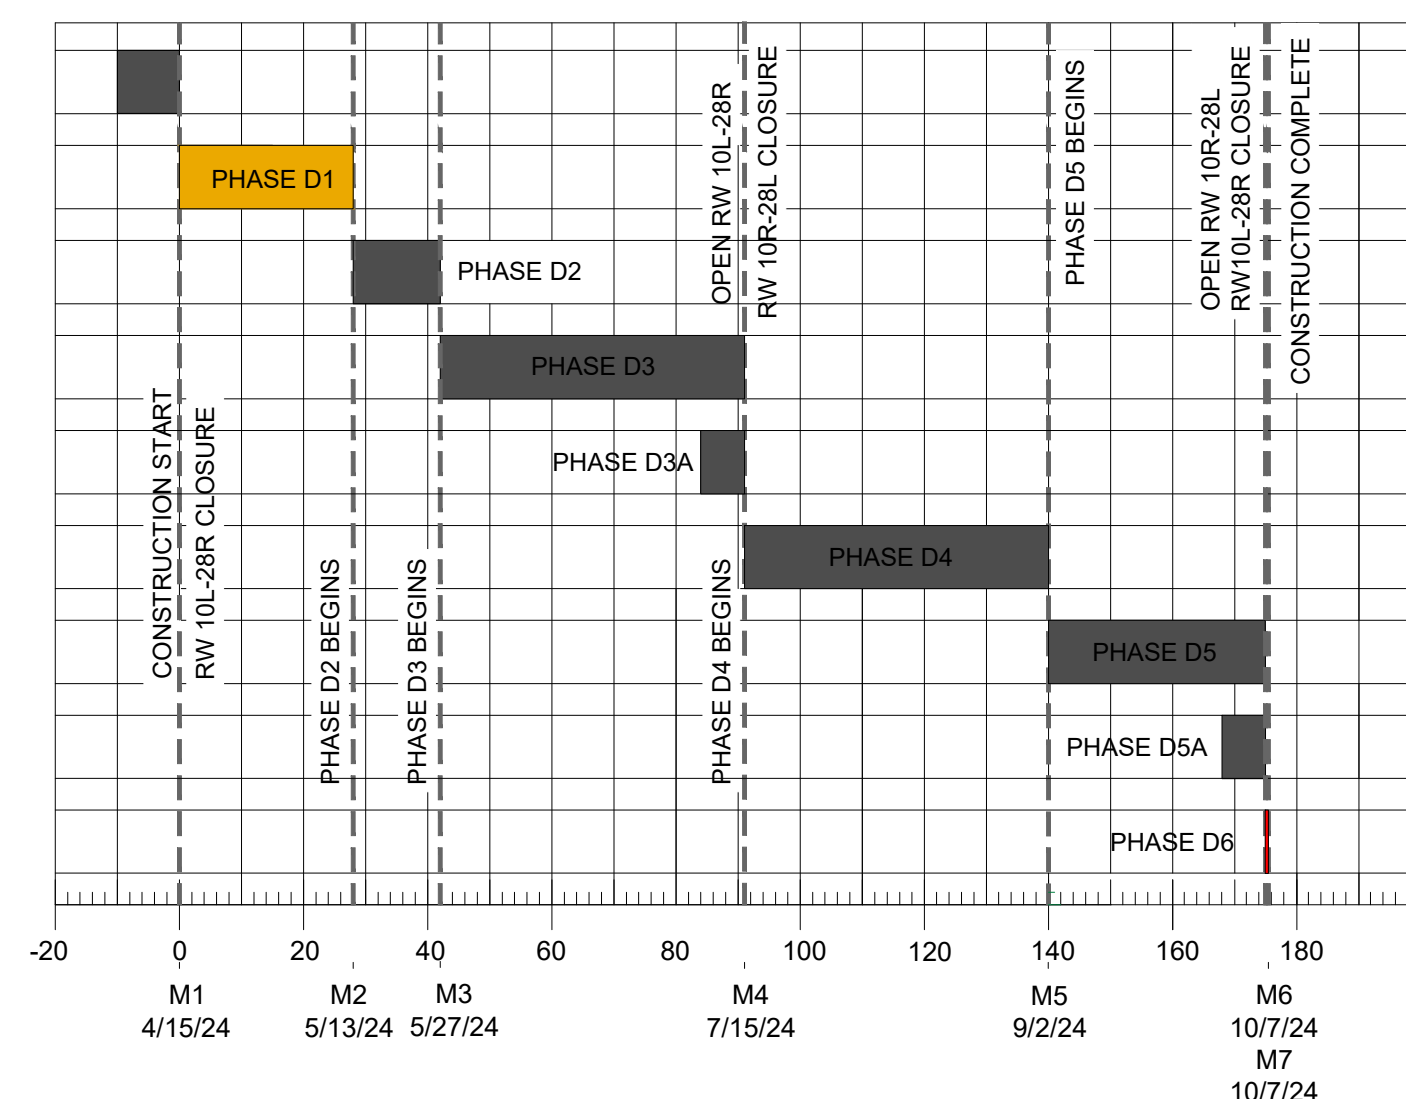 PHASE D1
PHASE D2
PHASE D3
PHASE D3A
PHASE D4
PHASE D5
PHASE D5A
PHASE D6
CONSTRUCTION START
RW 10L-28R CLOSURE
PHASE D2 BEGINS
PHASE D3 BEGINS
PHASE D4 BEGINS
OPEN RW 10L-28R
RW 10R-28L CLOSURE
PHASE D5 BEGINS
OPEN RW 10R-28L
RW10L-28R CLOSURE
CONSTRUCTION COMPLETE
-20 0 20 40 60 80 100 120 140 160 180
M1 M2 M3 M4 M5 M6
4/15/24 5/13/24 5/27/24 7/15/24 9/2/24 10/7/24
M7
10/7/24